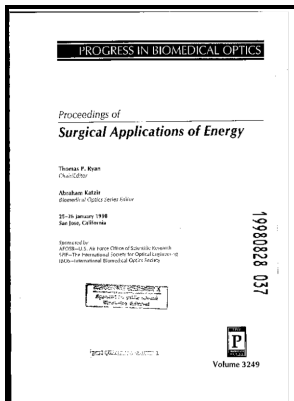 PROGRESS IN BIOMEDICAL OPTICS
Proceedings of
Surgical Applications of Energy
Thomas P. Ryan
Chair/Editor
Abraham Katzir
Biomedical Optics Series Editor
25–26 January 1998
San Jose, California
Sponsored by
AFOSR—U.S. Air Force Office of Scientific Research
SPIE—The International Society for Optical Engineering
IBOS—International Biomedical Optics Society
19980828 037
P
Volume 3249